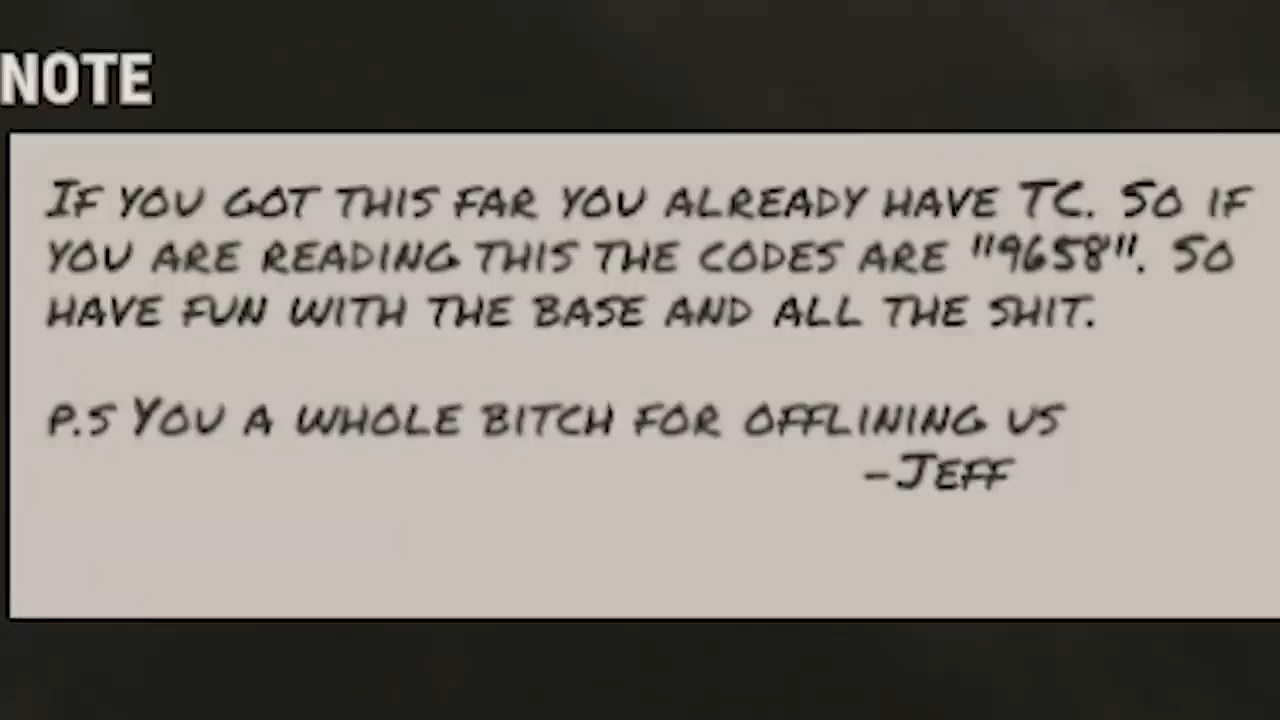 NOTE
If you got this far you already have TC. So if
you are reading this the codes are "9658". So
have fun with the base and all the shit.
p.s You a whole bitch for offlining us
-Jeff